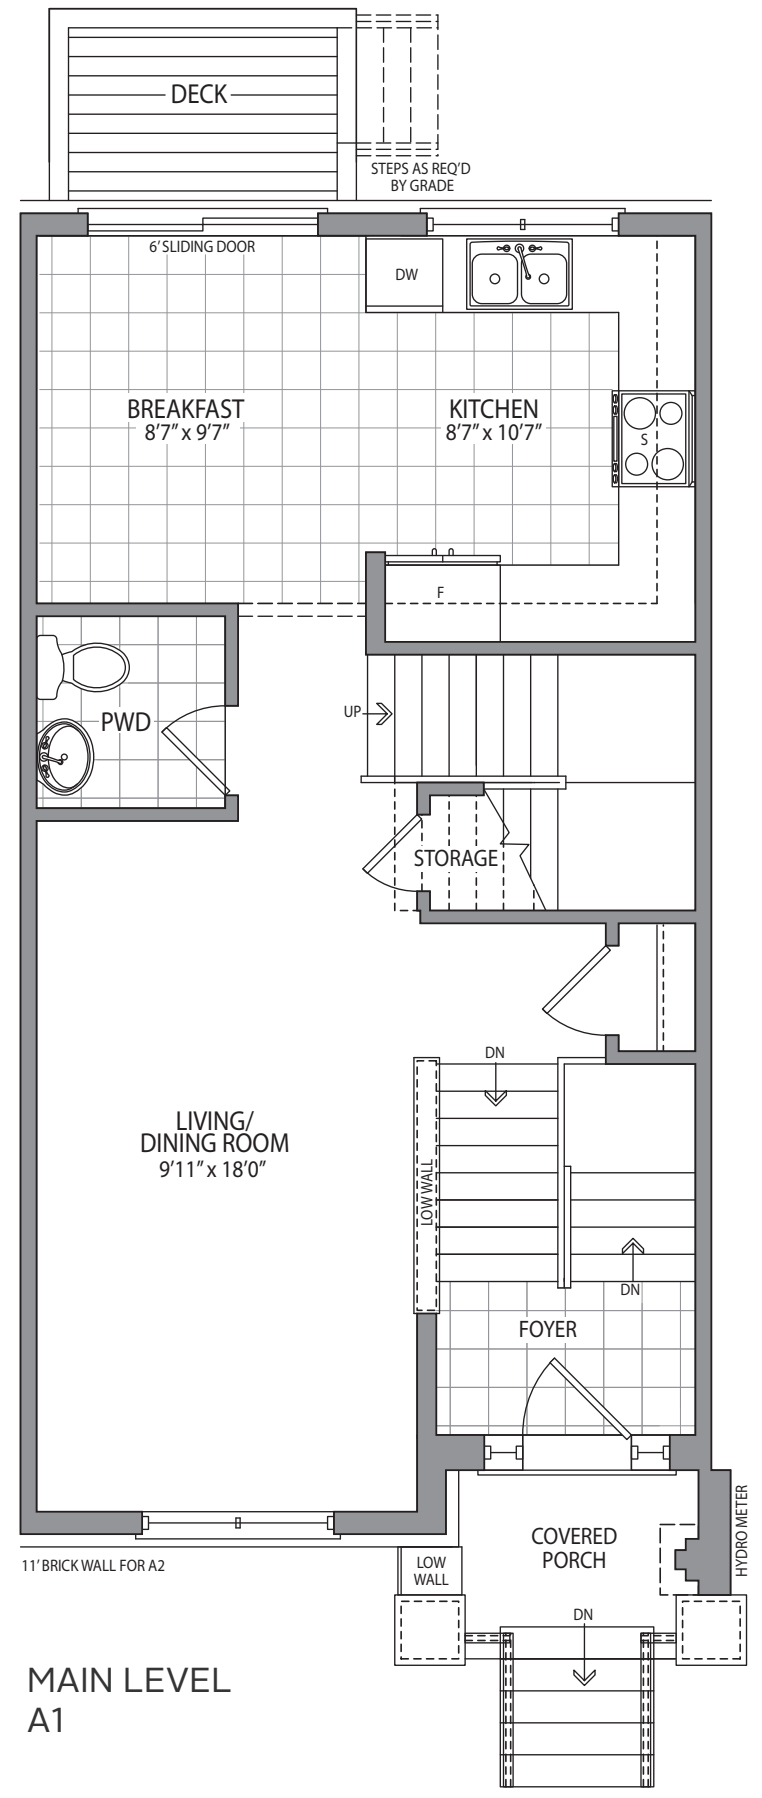 DECK
STEPS AS REQ'D
BY GRADE
6' SLIDING DOOR
DW
BREAKFAST
8'7" x 9'7"
KITCHEN
8'7" x 10'7"
S
F
PWD
UP
STORAGE
DN
LIVING/
DINING ROOM
9'11" x 18'0"
LOW WALL
DN
FOYER
COVERED
PORCH
HYDRO METER
11' BRICK WALL FOR A2
LOW
WALL
DN
MAIN LEVEL
A1